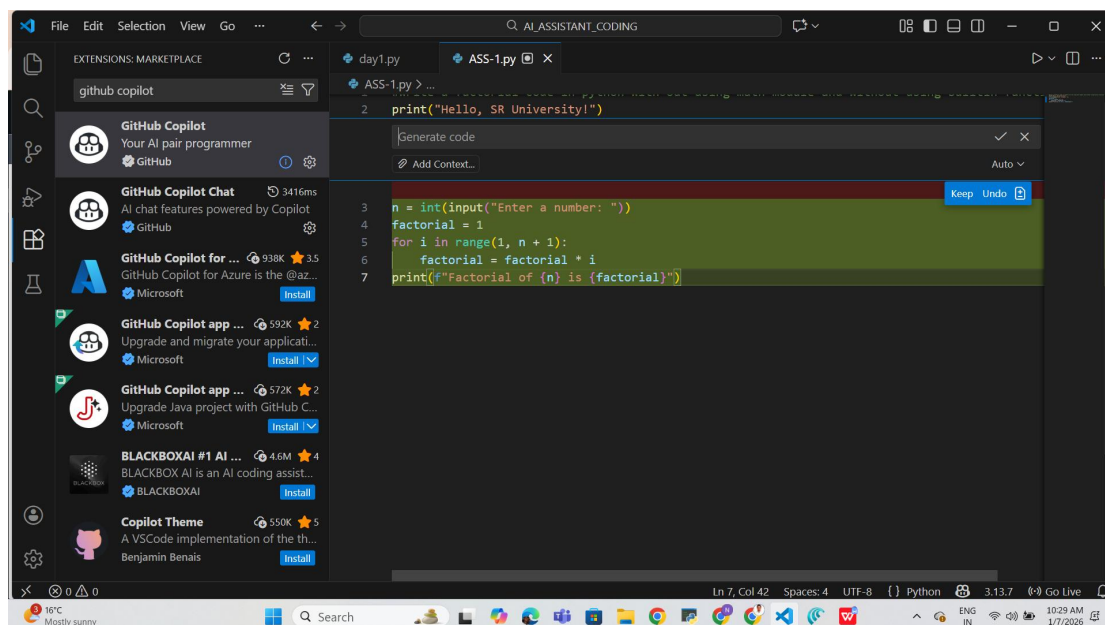 File Edit Selection View Go ···
AI_ASSISTANT_CODING
EXTENSIONS: MARKETPLACE
github copilot
GitHub Copilot
Your AI pair programmer
GitHub
GitHub Copilot Chat 3416ms
AI chat features powered by Copilot
GitHub
GitHub Copilot for ... 938K 3.5
GitHub Copilot for Azure is the @az...
Microsoft Install
GitHub Copilot app ... 592K 2
Upgrade and migrate your applicati...
Microsoft Install
GitHub Copilot app ... 572K 2
Upgrade Java project with GitHub C...
Microsoft Install
BLACKBOXAI #1 AI ... 4.6M 4
BLACKBOX AI is an AI coding assist...
BLACKBOX
BLACKBOXAI Install
Copilot Theme 550K 5
A VSCode implementation of the th...
Benjamin Benais Install
day1.py ASS-1.py
ASS-1.py > ...
2 print("Hello, SR University!")
Generate code
Add Context... Auto
Keep Undo
3 n = int(input("Enter a number: "))
4 factorial = 1
5 for i in range(1, n + 1):
6 factorial = factorial * i
7 print(f"Factorial of {n} is {factorial}")
0 0 Ln 7, Col 42 Spaces: 4 UTF-8 {} Python 3.13.7 Go Live
3 16°C
Mostly sunny
Search
ENG
IN
10:29 AM
1/7/2026